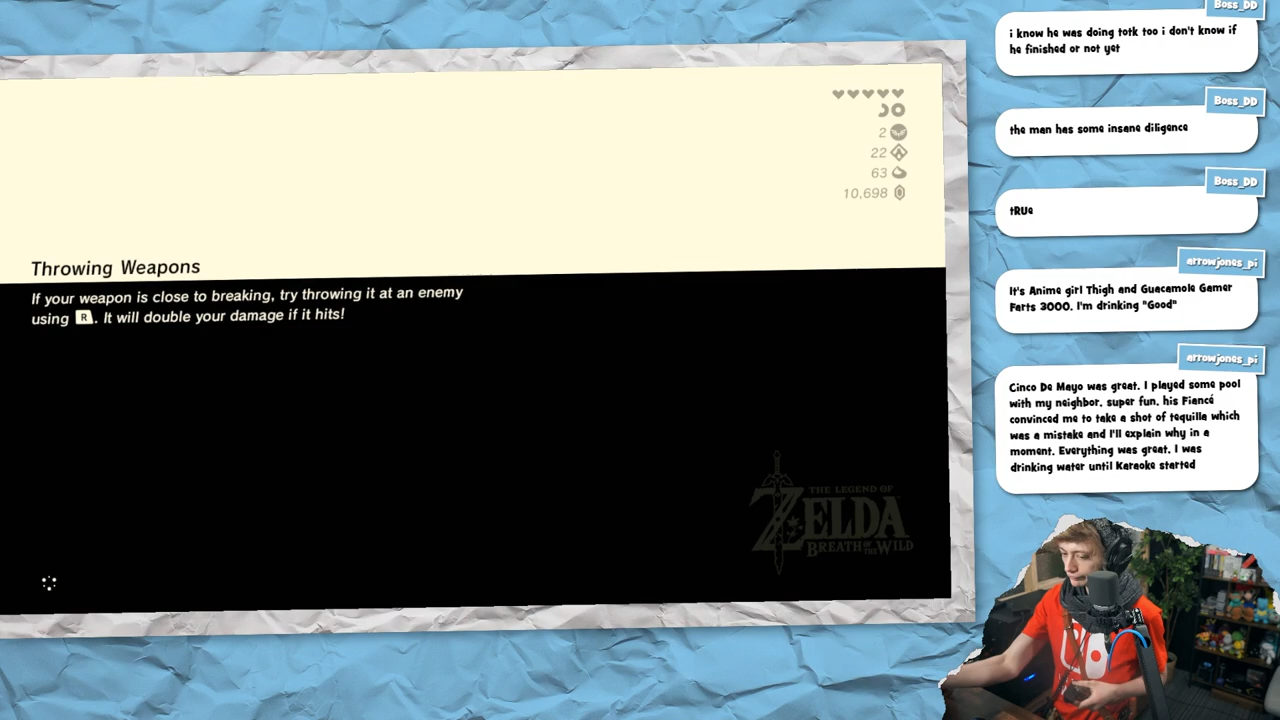 2
22
63
10,698
Throwing Weapons
If your weapon is close to breaking, try throwing it at an enemy
using R. It will double your damage if it hits!
THE LEGEND OF
ZELDA
BREATH OF THE WILD
Boss_DD
i know he was doing totk too i don't know if
he finished or not yet
Boss_DD
the man has some insane diligence
Boss_DD
tRUe
arrowjones_pi
It's Anime girl Thigh and Guacamole Gamer
Farts 3000. I'm drinking "Good"
arrowjones_pi
Cinco De Mayo was great. I played some pool
with my neighbor. super fun. his Fiancé
convinced me to take a shot of tequilla which
was a mistake and I'll explain why in a
moment. Everything was great. I was
drinking water until Karaoke started